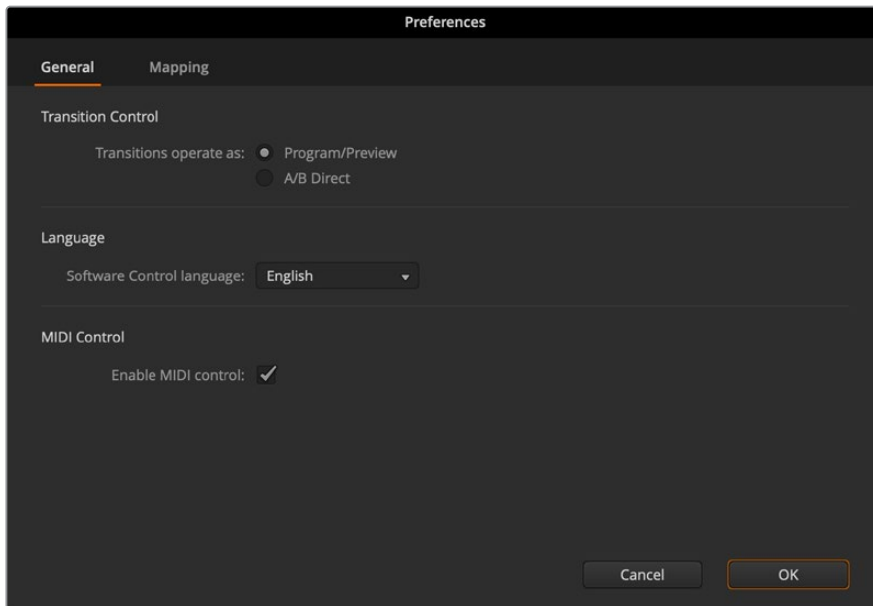 Preferences
General Mapping
Transition Control
Transitions operate as: Program/Preview
A/B Direct
Language
Software Control language: English
MIDI Control
Enable MIDI control:
Cancel OK